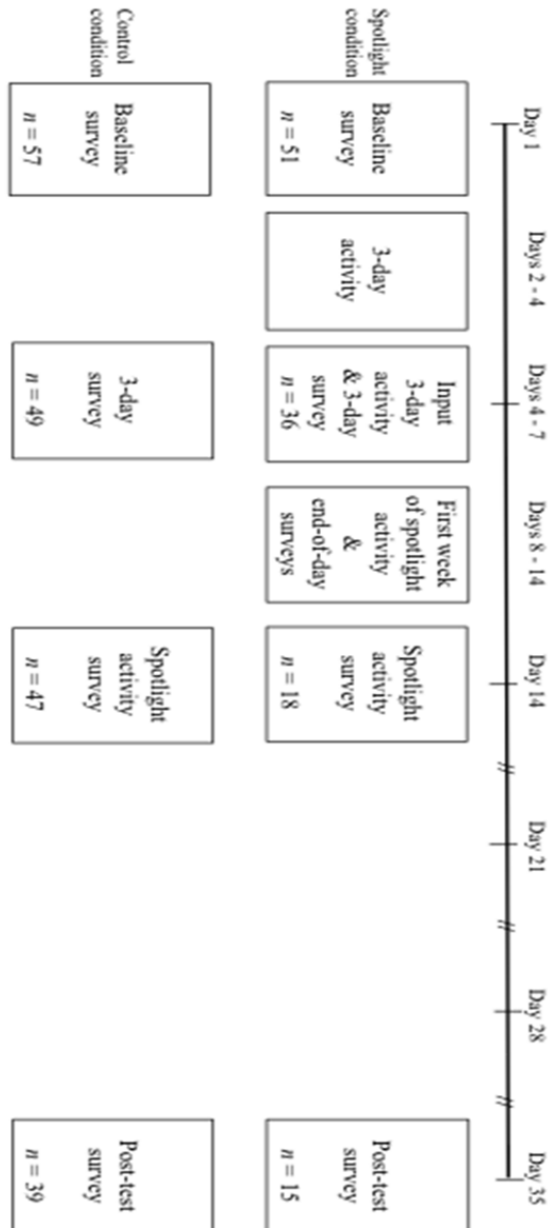 Day 1
Days 2 - 4
Days 4 - 7
Days 8 - 14
Day 14
Day 21
Day 28
Day 35
Spotlight
condition
Baseline
survey
n = 51
3-day
activity
Input
3-day
activity
& 3-day
survey
n = 36
First week
of spotlight
activity
&
end-of-day
surveys
Spotlight
activity
survey
n = 18
Post-test
survey
n = 15
Control
condition
Baseline
survey
n = 57
3-day
survey
n = 49
Spotlight
activity
survey
n = 47
Post-test
survey
n = 39